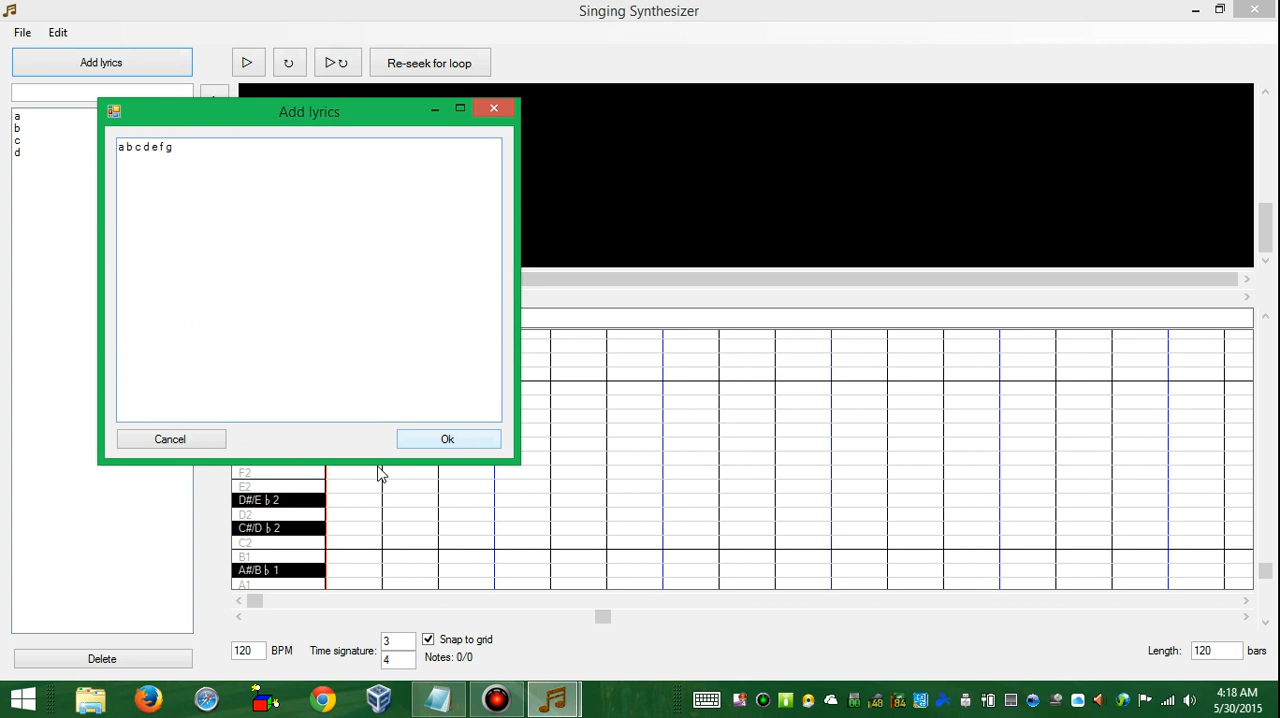 Singing Synthesizer
File Edit
Add lyrics
Re-seek for loop
a
b
c
d
Add lyrics
a b c d e f g
Cancel Ok
F2
E2
D#/E♭2
D2
C#/D♭2
C2
B1
A#/B♭1
A1
120 BPM Time signature: 3 4
Snap to grid
Notes: 0/0
Length: 120 bars
Delete
4:18 AM
5/30/2015